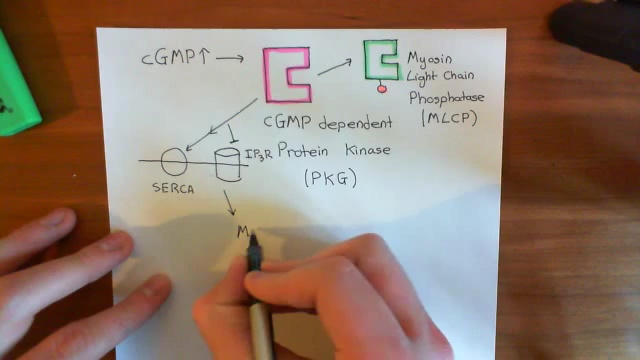 cGMP↑ →
Myosin
Light Chain
Phosphatase
(MLCP)
cGMP dependent
Protein Kinase
(PKG)
IP3R
SERCA
M